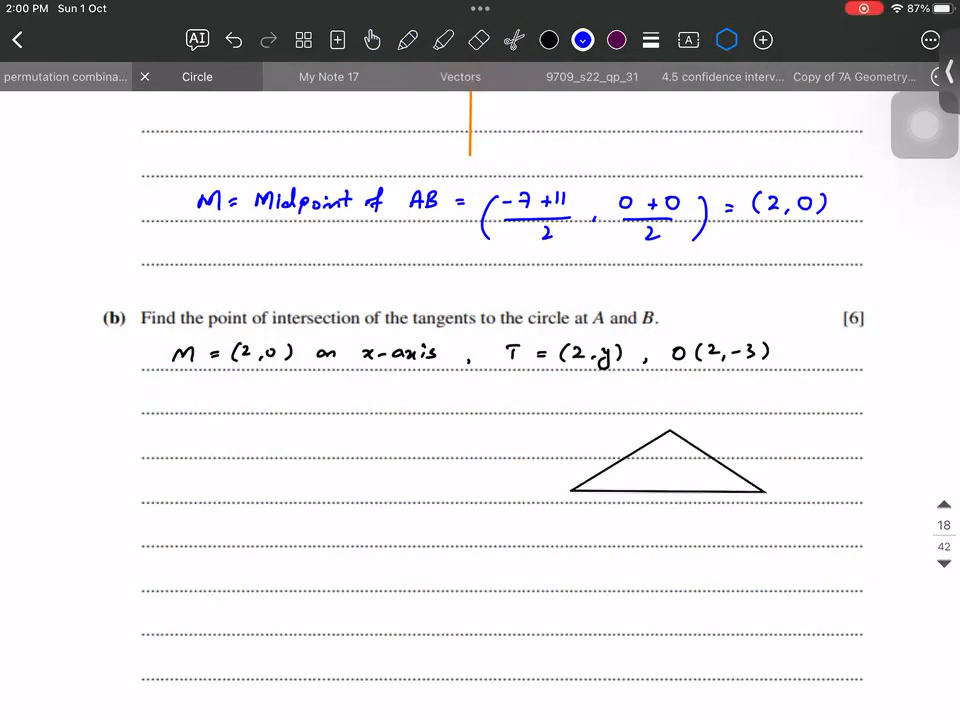 2:00 PM Sun 1 Oct
87%
AI
A
permutation combina... Circle My Note 17 Vectors 9709_s22_qp_31 4.5 confidence interv... Copy of 7A Geometry...
M = Midpoint of AB = (-7+11/2, 0+0/2) = (2,0)
(b) Find the point of intersection of the tangents to the circle at A and B. [6]
M = (2,0) on x-axis, T = (2,y), O(2,-3)
18
42